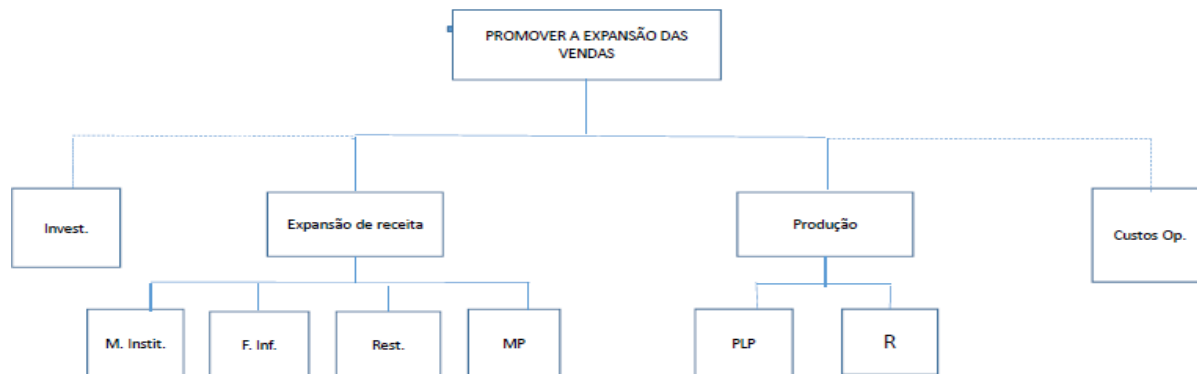 PROMOVER A EXPANSÃO DAS
VENDAS
Invest.
Expansão de receita
Produção
Custos Op.
M. Instit.
F. Inf.
Rest.
MP
PLP
R